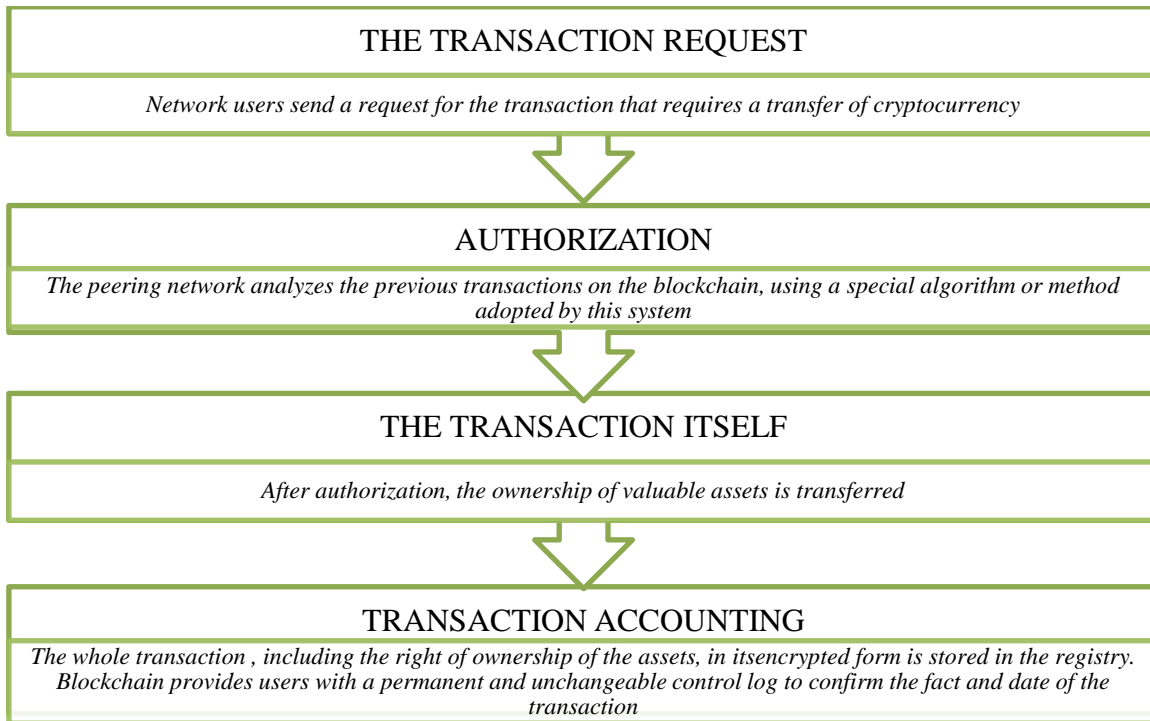 THE TRANSACTION REQUEST
Network users send a request for the transaction that requires a transfer of cryptocurrency
AUTHORIZATION
The peering network analyzes the previous transactions on the blockchain, using a special algorithm or method
adopted by this system
THE TRANSACTION ITSELF
After authorization, the ownership of valuable assets is transferred
TRANSACTION ACCOUNTING
The whole transaction , including the right of ownership of the assets, in itsencrypted form is stored in the registry.
Blockchain provides users with a permanent and unchangeable control log to confirm the fact and date of the
transaction